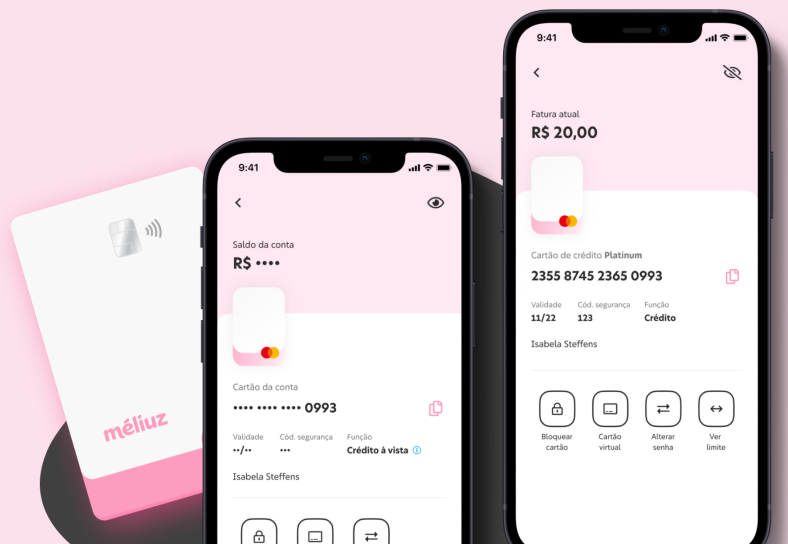 méliuz
9:41
Saldo da conta
R$ ••••
Cartão da conta
•••• •••• •••• 0993
Validade Cód. segurança Função
••/•• ••• Crédito à vista
Isabela Steffens
9:41
Fatura atual
R$ 20,00
Cartão de crédito Platinum
2355 8745 2365 0993
Validade Cód. segurança Função
11/22 123 Crédito
Isabela Steffens
Bloquear cartão
Cartão virtual
Alterar senha
Ver limite